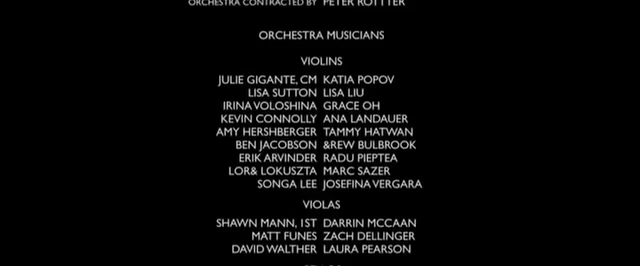 ORCHESTRA CONTRACTED BY PETER ROTTTER
ORCHESTRA MUSICIANS
VIOLINS
JULIE GIGANTE, CM KATIA POPOV
LISA SUTTON LISA LIU
IRINA VOLOSHINA GRACE OH
KEVIN CONNOLLY ANA LANDAUER
AMY HERSHBERGER TAMMY HATWAN
BEN JACOBSON &REW BULBROOK
ERIK ARVINDER RADU PIEPTEA
LOR& LOKUSZTA MARC SAZER
SONGA LEE JOSEFINA VERGARA
VIOLAS
SHAWN MANN, 1ST DARRIN MCCAAN
MATT FUNES ZACH DELLINGER
DAVID WALTHER LAURA PEARSON